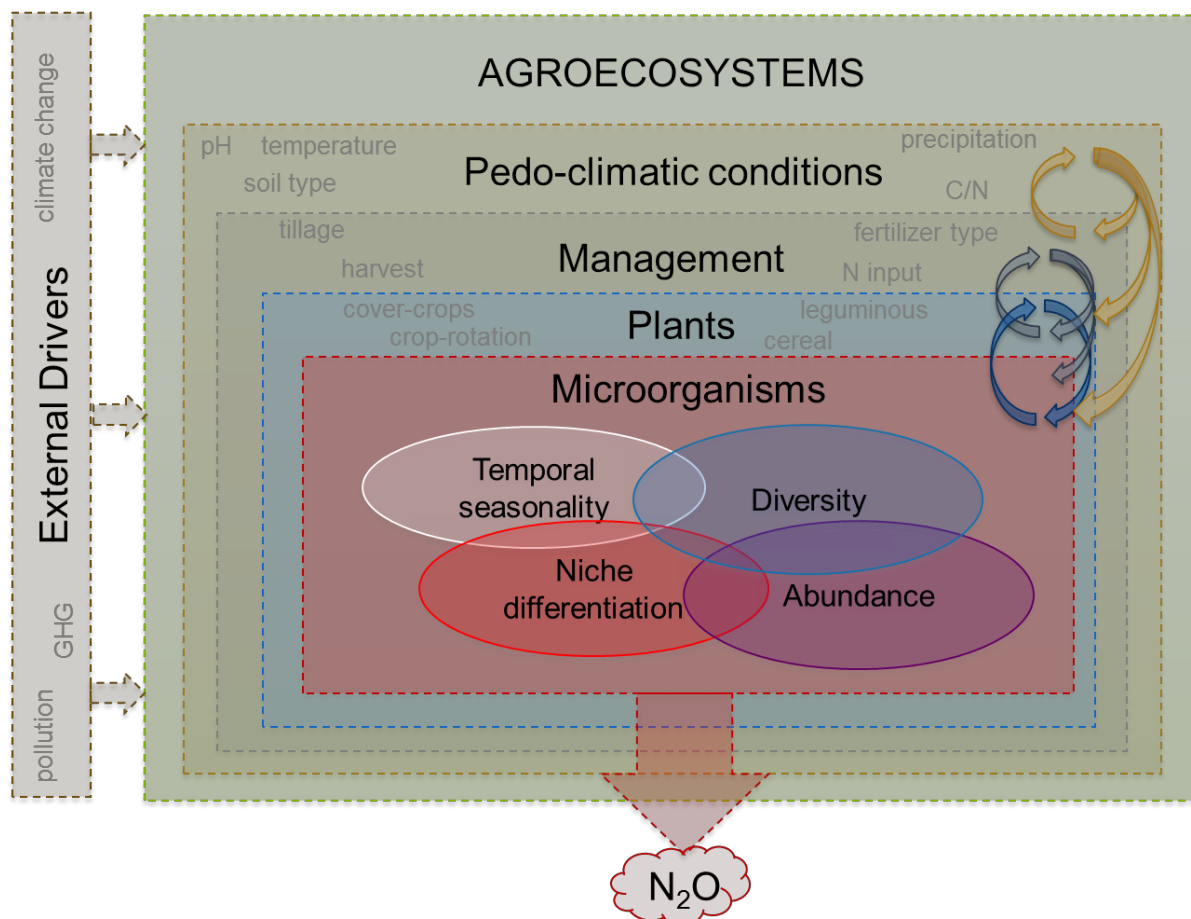 AGROECOSYSTEMS
pH temperature
precipitation
soil type
Pedo-climatic conditions
C/N
tillage
fertilizer type
Management
harvest
N input
cover-crops
leguminous
Plants
crop-rotation
cereal
Microorganisms
Temporal
seasonality
Diversity
Niche
differentiation
Abundance
N₂O
climate change
External Drivers
GHG
pollution